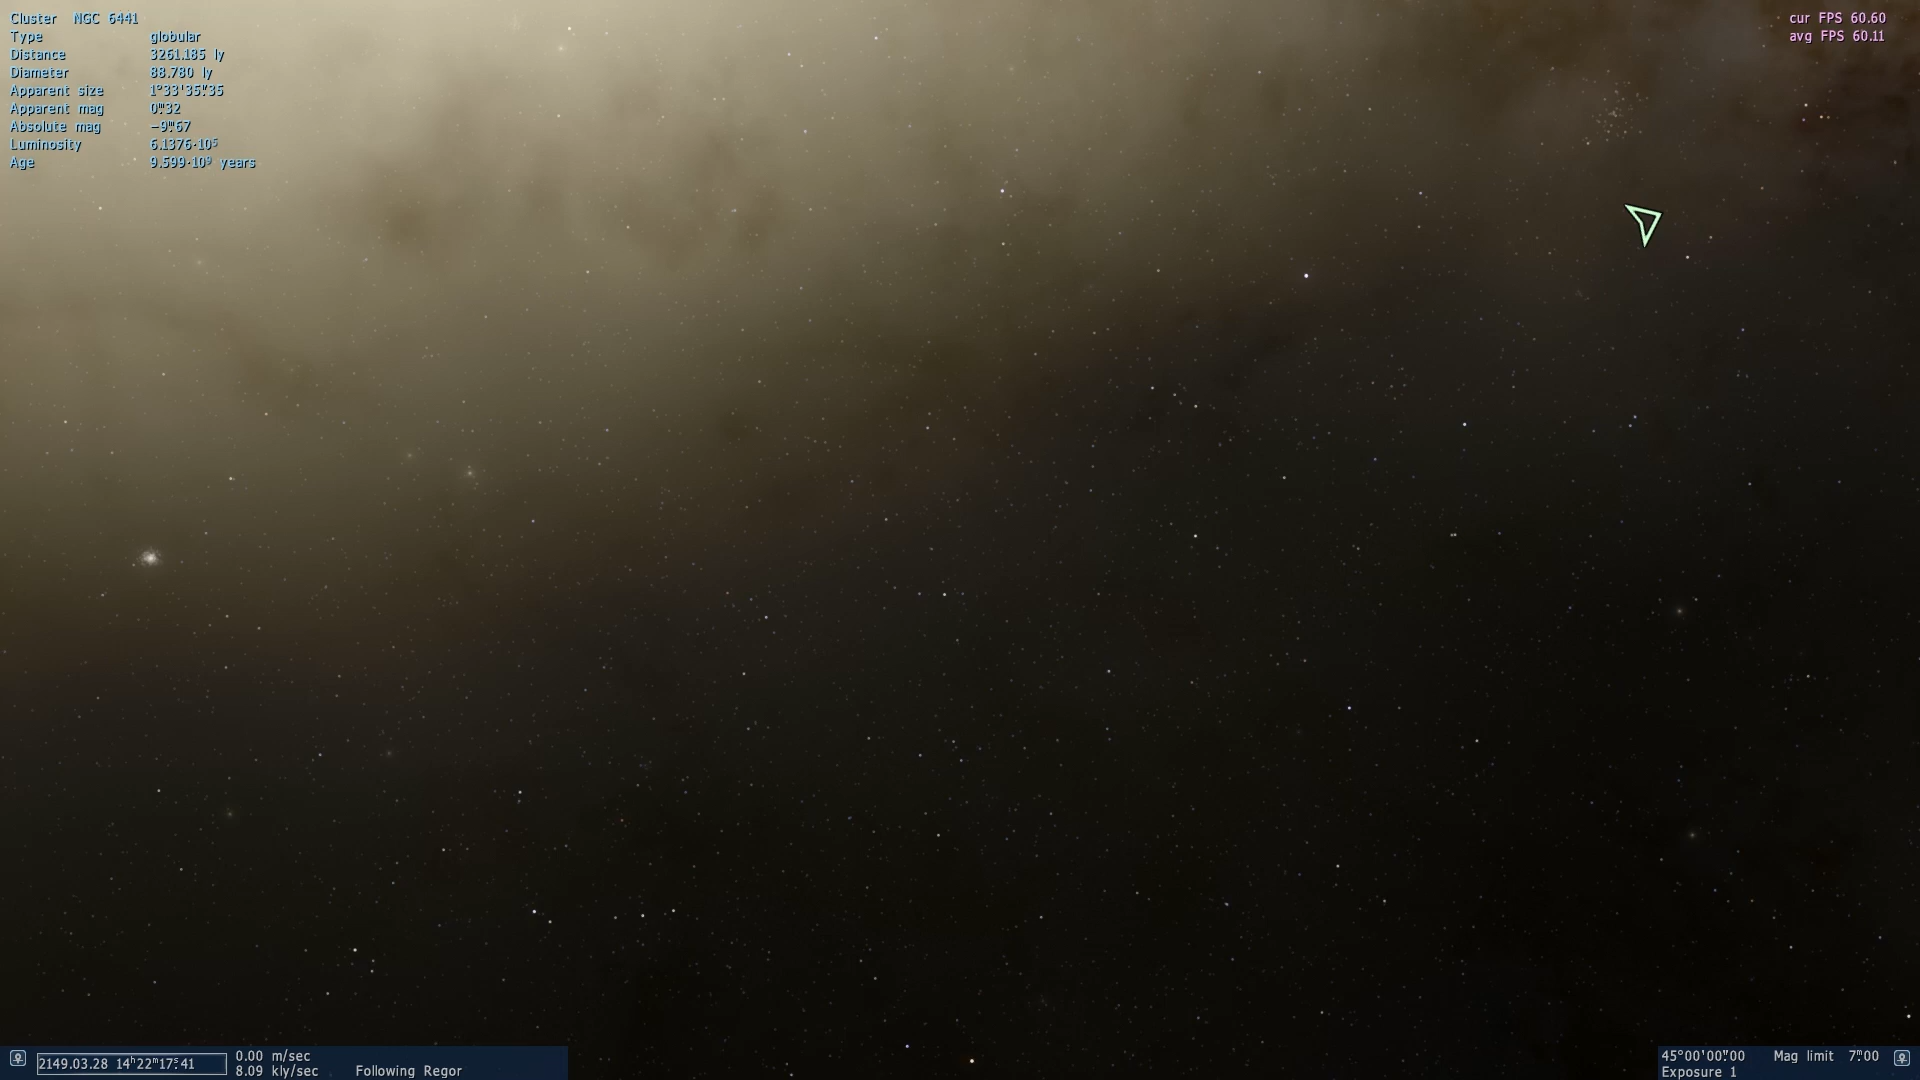 Cluster NGC 6441
Type globular
Distance 3261.185 ly
Diameter 88.780 ly
Apparent size 1°33'35."35
Apparent mag 0ᵐ.32
Absolute mag −9ᵐ.67
Luminosity 6.1376·10⁵
Age 9.599·10⁹ years
cur FPS 60.60
avg FPS 60.11
2149.03.28 14ʰ22ᵐ17ˢ.41
0.00 m/sec
8.09 kly/sec Following Regor
45°00'00."00 Mag limit 7ᵐ.00
Exposure 1